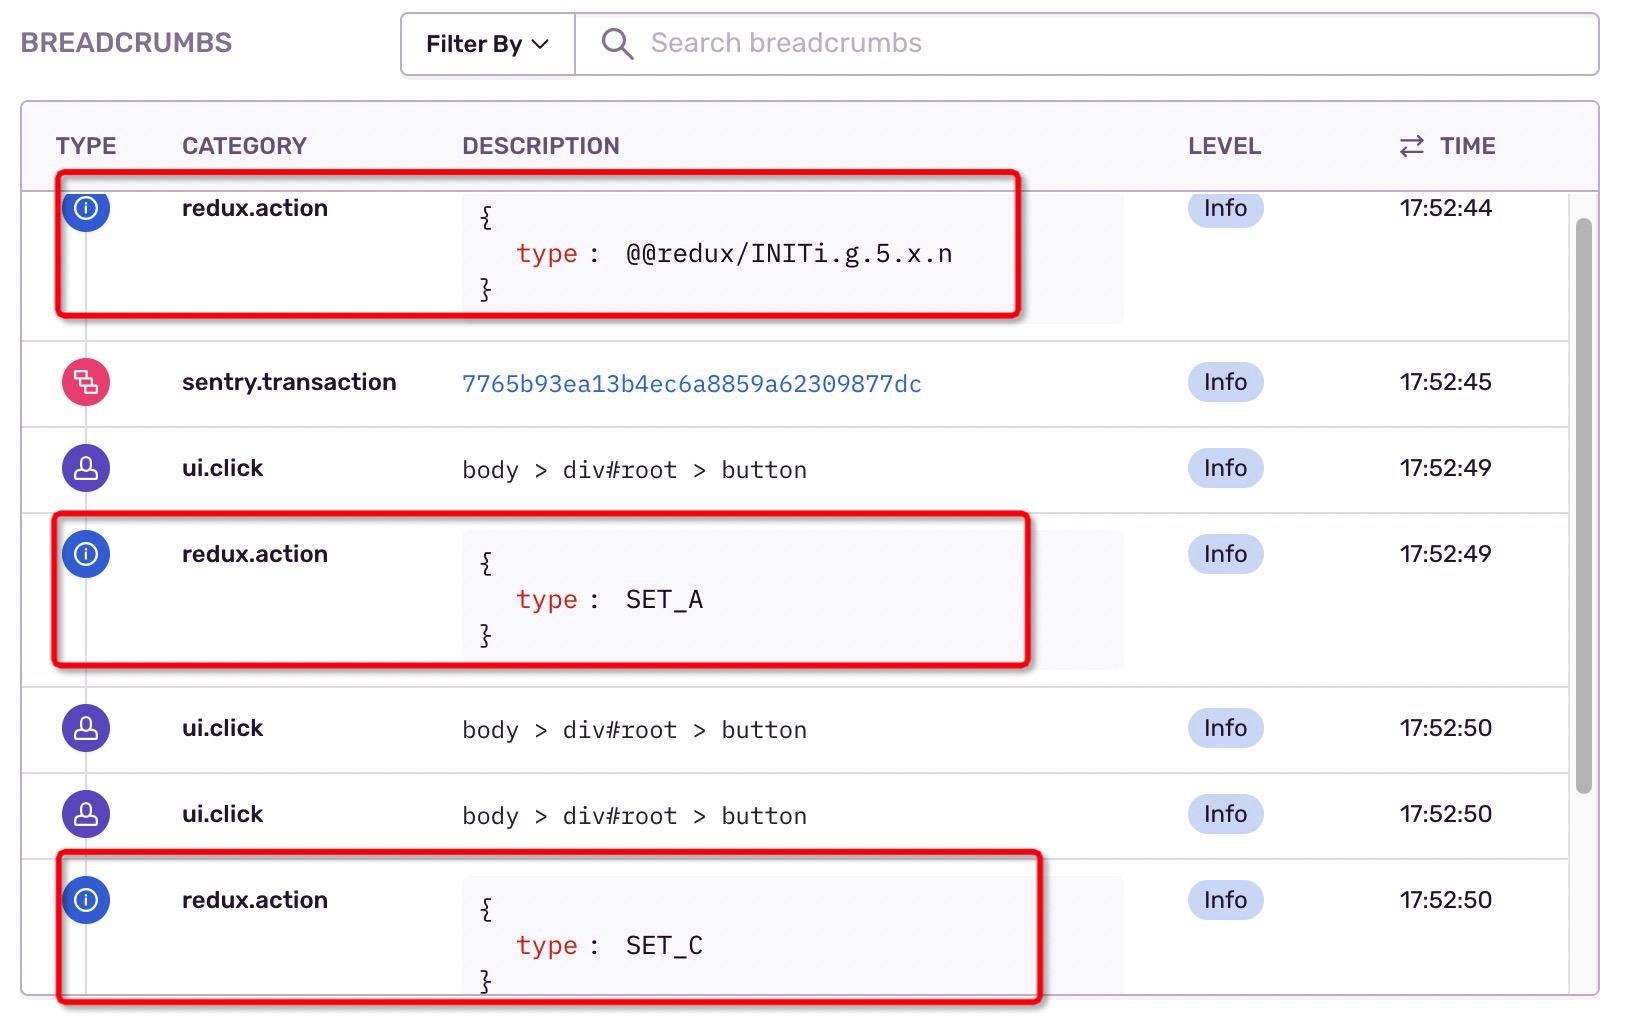 BREADCRUMBS
Filter By
Search breadcrumbs
TYPE CATEGORY DESCRIPTION LEVEL TIME
redux.action { Info 17:52:44
type : @@redux/INITi.g.5.x.n
}
sentry.transaction 7765b93ea13b4ec6a8859a62309877dc Info 17:52:45
ui.click body > div#root > button Info 17:52:49
redux.action { Info 17:52:49
type : SET_A
}
ui.click body > div#root > button Info 17:52:50
ui.click body > div#root > button Info 17:52:50
redux.action { Info 17:52:50
type : SET_C
}